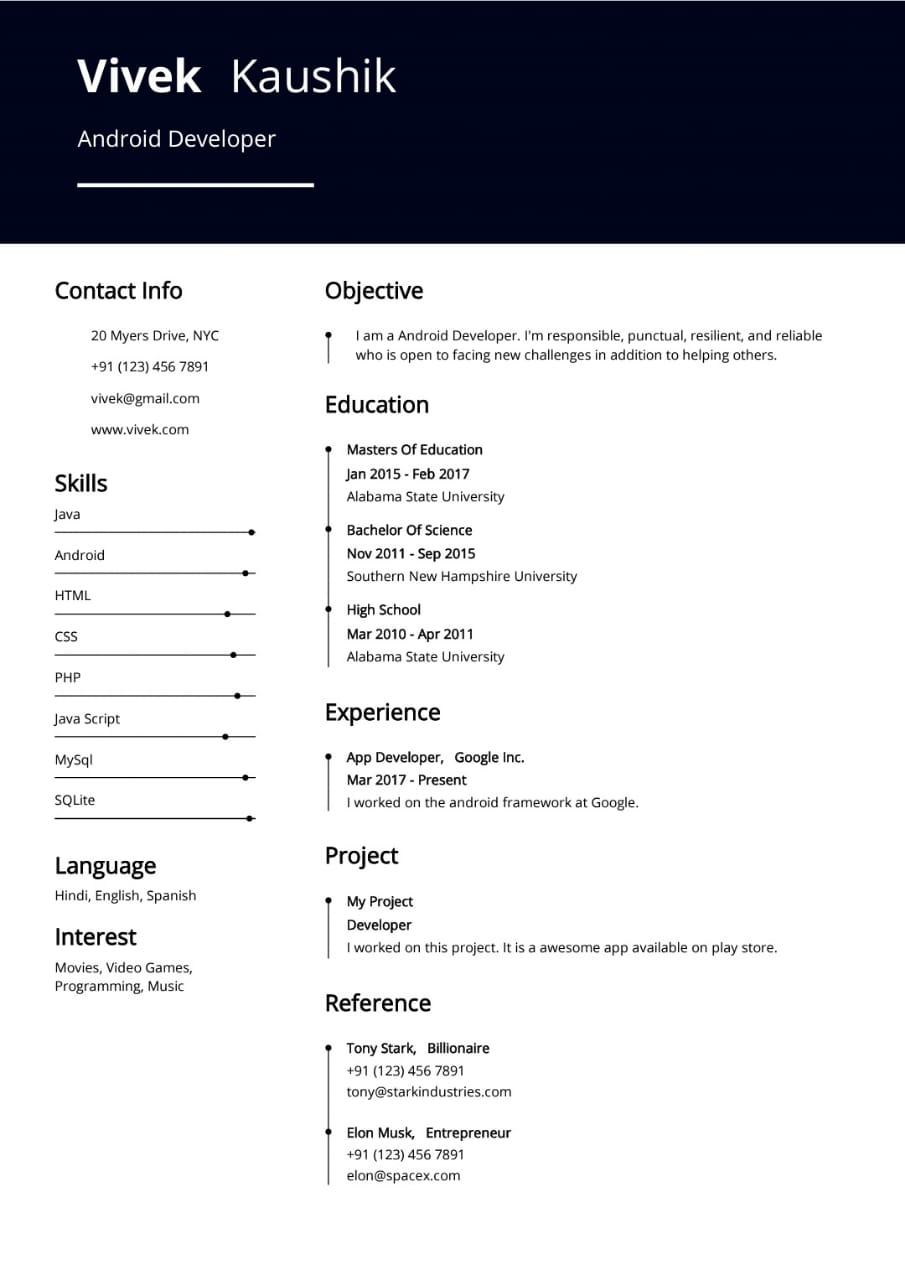 Vivek Kaushik
Android Developer
Contact Info
20 Myers Drive, NYC
+91 (123) 456 7891
vivek@gmail.com
www.vivek.com
Skills
Java
Android
HTML
CSS
PHP
Java Script
MySql
SQLite
Language
Hindi, English, Spanish
Interest
Movies, Video Games,
Programming, Music
Objective
I am a Android Developer. I'm responsible, punctual, resilient, and reliable
who is open to facing new challenges in addition to helping others.
Education
Masters Of Education
Jan 2015 - Feb 2017
Alabama State University
Bachelor Of Science
Nov 2011 - Sep 2015
Southern New Hampshire University
High School
Mar 2010 - Apr 2011
Alabama State University
Experience
App Developer, Google Inc.
Mar 2017 - Present
I worked on the android framework at Google.
Project
My Project
Developer
I worked on this project. It is a awesome app available on play store.
Reference
Tony Stark, Billionaire
+91 (123) 456 7891
tony@starkindustries.com
Elon Musk, Entrepreneur
+91 (123) 456 7891
elon@spacex.com